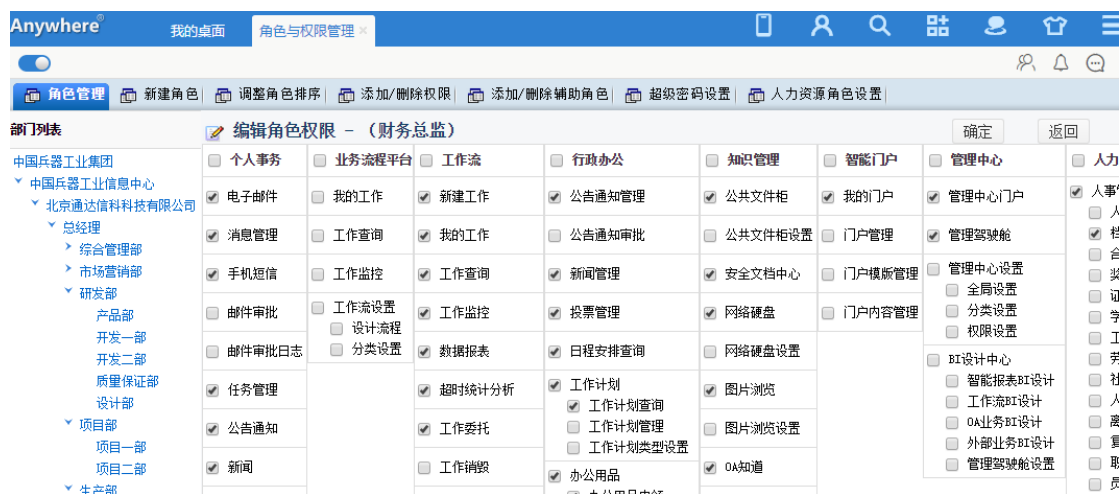 Anywhere®
我的桌面
角色与权限管理 ×
角色管理 新建角色 调整角色排序 添加/删除权限 添加/删除辅助角色 超级密码设置 人力资源角色设置
部门列表
中国兵器工业集团
中国兵器工业信息中心
北京通达信科科技有限公司
总经理
综合管理部
市场营销部
研发部
产品部
开发一部
开发二部
质量保证部
设计部
项目部
项目一部
项目二部
生产部
编辑角色权限 - （财务总监）
确定 返回
个人事务
电子邮件
消息管理
手机短信
邮件审批
邮件审批日志
任务管理
公告通知
新闻
业务流程平台
我的工作
工作查询
工作监控
工作流设置
设计流程
分类设置
工作流
新建工作
我的工作
工作查询
工作监控
数据报表
超时统计分析
工作委托
工作销毁
行政办公
公告通知管理
公告通知审批
新闻管理
投票管理
日程安排查询
工作计划
工作计划查询
工作计划管理
工作计划类型设置
办公用品
知识管理
公共文件柜
公共文件柜设置
安全文档中心
网络硬盘
网络硬盘设置
图片浏览
图片浏览设置
OA知道
智能门户
我的门户
门户管理
门户模版管理
门户内容管理
管理中心
管理中心门户
管理驾驶舱
管理中心设置
全局设置
分类设置
权限设置
BI设计中心
智能报表BI设计
工作流BI设计
OA业务BI设计
外部业务BI设计
管理驾驶舱设置
人力
人事